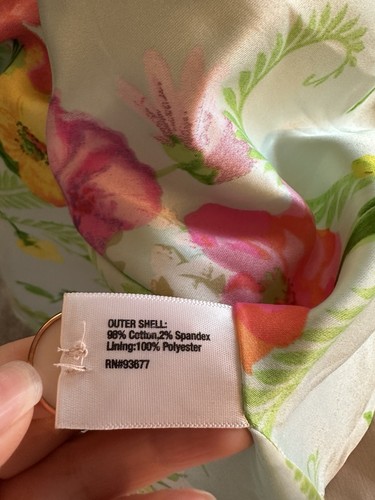 OUTER SHELL:
98% Cotton,2% Spandex
Lining:100% Polyester
RN#93677